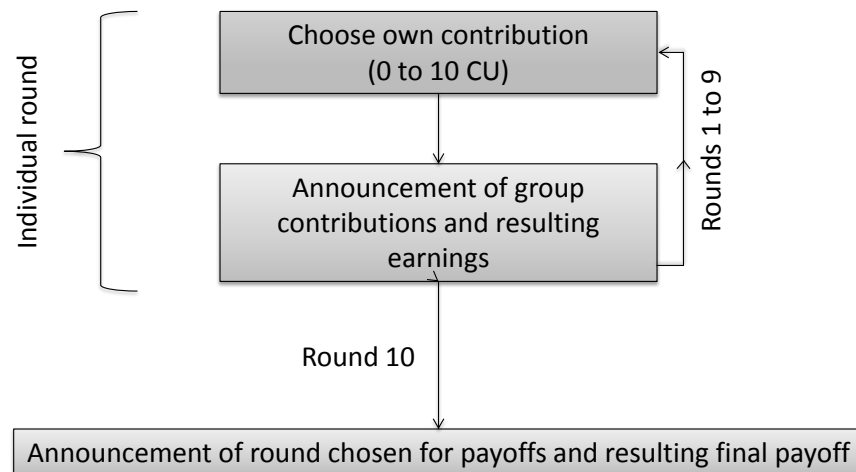 Choose own contribution
(0 to 10 CU)
Individual round
Rounds 1 to 9
Announcement of group
contributions and resulting
earnings
Round 10
Announcement of round chosen for payoffs and resulting final payoff